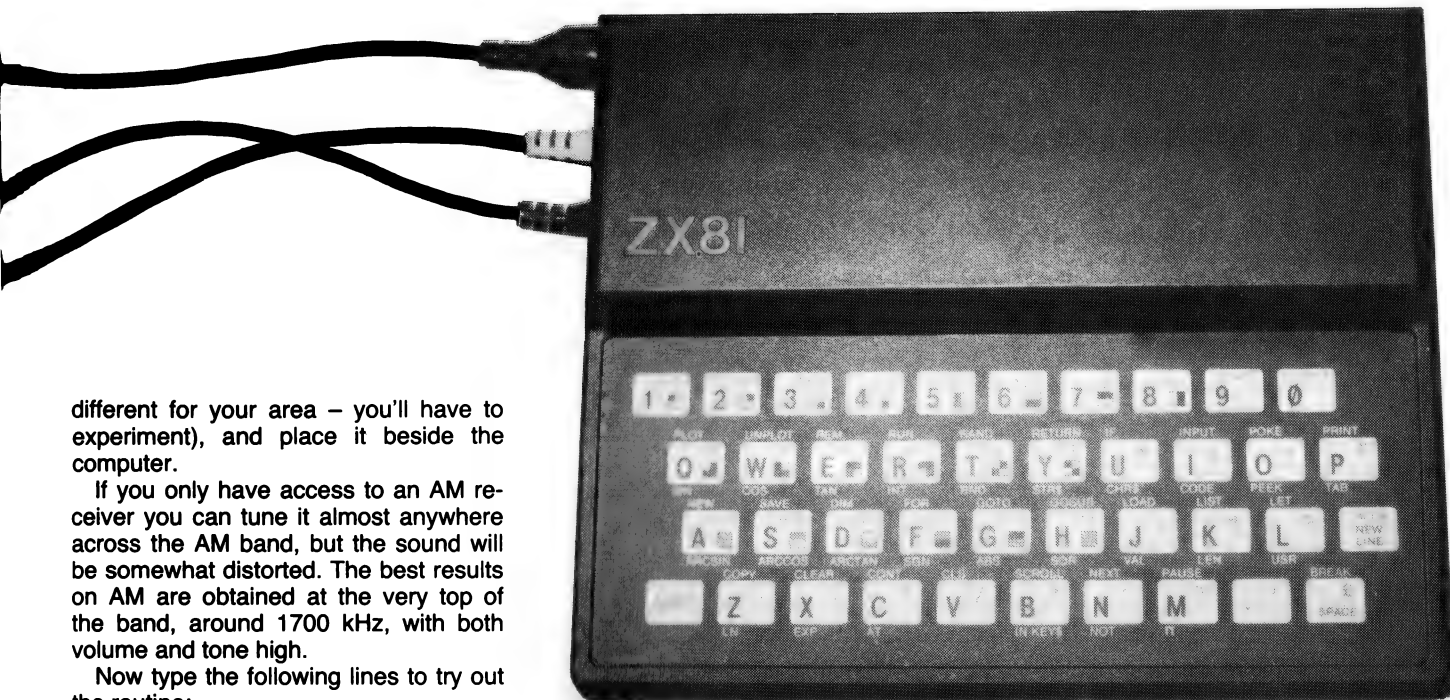 different for your area – you'll have to
experiment), and place it beside the
computer.
If you only have access to an AM re-
ceiver you can tune it almost anywhere
across the AM band, but the sound will
be somewhat distorted. The best results
on AM are obtained at the very top of
the band, around 1700 kHz, with both
volume and tone high.
Now type the following lines to try out
ZX81
1 2 3 4 5 6 7 8 9 0
PLOT UNPLOT REM RUN RAND RETURN IF INPUT POKE PRINT
Q W E R T Y U I O P
SIN COS TAN INT RND STR$ CHR$ CODE PEEK TAB
NEW SAVE DIM FOR GOTO GOSUB LOAD LIST LET
A S D F G H J K L NEW LINE
ARCSIN ARCCOS ARCTAN SGN ABS SQR VAL LEN USR
COPY CLEAR CONT CLS SCROLL NEXT PAUSE BREAK
Z X C V B N M SPACE
LN EXP AT INKEY$ NOT π